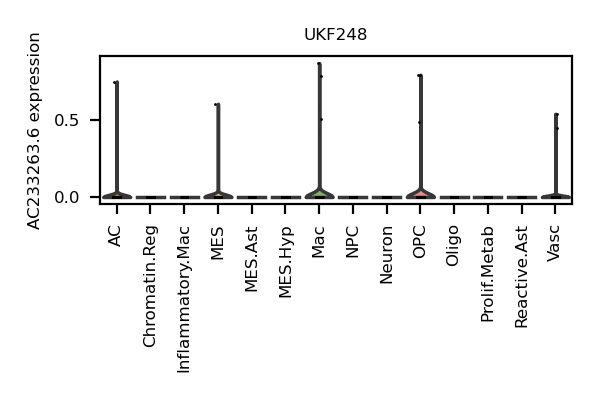 UKF248
AC233263.6 expression
0.5
0.0
AC
Chromatin.Reg
Inflammatory.Mac
MES
MES.Ast
MES.Hyp
Mac
NPC
Neuron
OPC
Oligo
Prolif.Metab
Reactive.Ast
Vasc